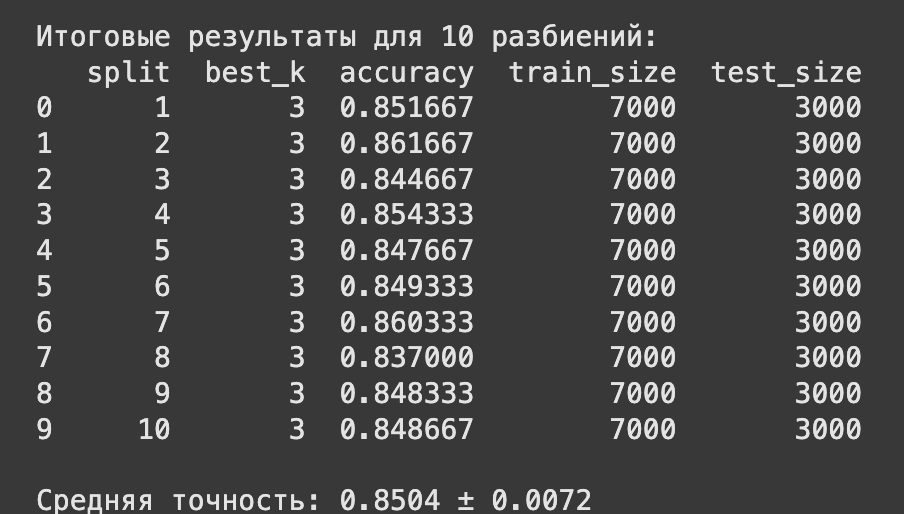 Итоговые результаты для 10 разбиений:
split best_k accuracy train_size test_size
0 1 3 0.851667 7000 3000
1 2 3 0.861667 7000 3000
2 3 3 0.844667 7000 3000
3 4 3 0.854333 7000 3000
4 5 3 0.847667 7000 3000
5 6 3 0.849333 7000 3000
6 7 3 0.860333 7000 3000
7 8 3 0.837000 7000 3000
8 9 3 0.848333 7000 3000
9 10 3 0.848667 7000 3000
Средняя точность: 0.8504 ± 0.0072